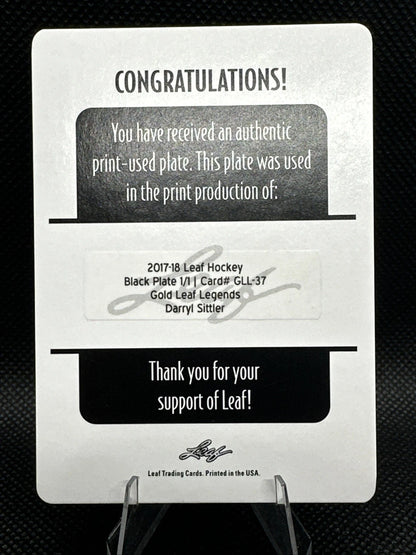 CONGRATULATIONS!
You have received an authentic
print-used plate. This plate was used
in the print production of:
Leaf
2017-18 Leaf Hockey
Black Plate 1/1 | Card# GLL-37
Gold Leaf Legends
Darryl Sittler
Thank you for your
support of Leaf!
Leaf
Leaf Trading Cards. Printed in the USA.